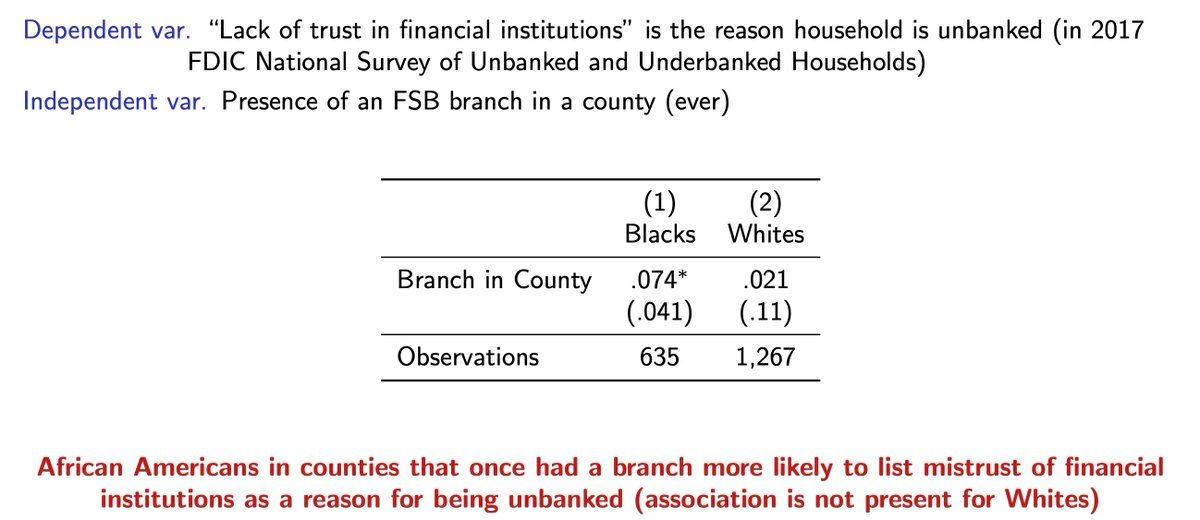 Dependent var. “Lack of trust in financial institutions” is the reason household is unbanked (in 2017
FDIC National Survey of Unbanked and Underbanked Households)
Independent var. Presence of an FSB branch in a county (ever)
(1) (2)
Blacks Whites
Branch in County .074* .021
(.041) (.11)
Observations 635 1,267
African Americans in counties that once had a branch more likely to list mistrust of financial
institutions as a reason for being unbanked (association is not present for Whites)